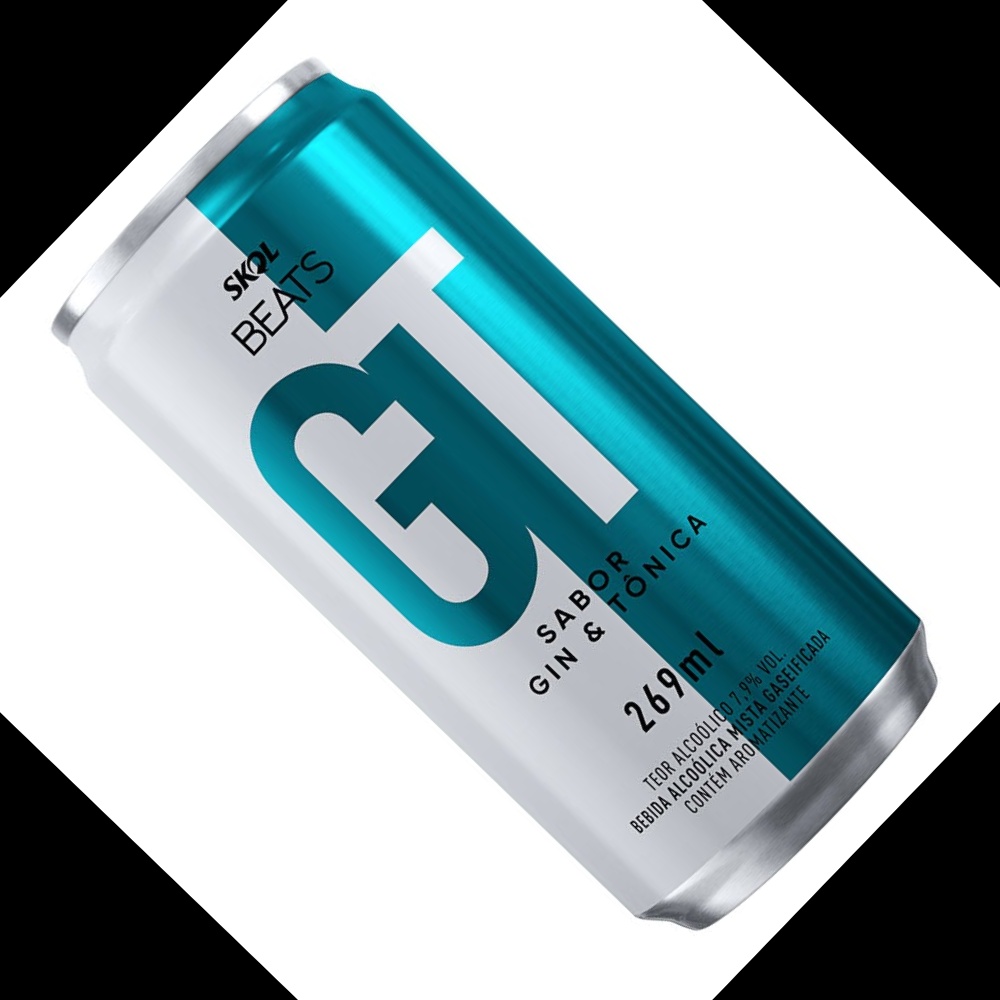 SKOL
BEATS
GT
SABOR
GIN & TÔNICA
269ml
TEOR ALCOÓLICO 7,9% VOL.
BEBIDA ALCOÓLICA MISTA GASEIFICADA
CONTÉM AROMATIZANTE